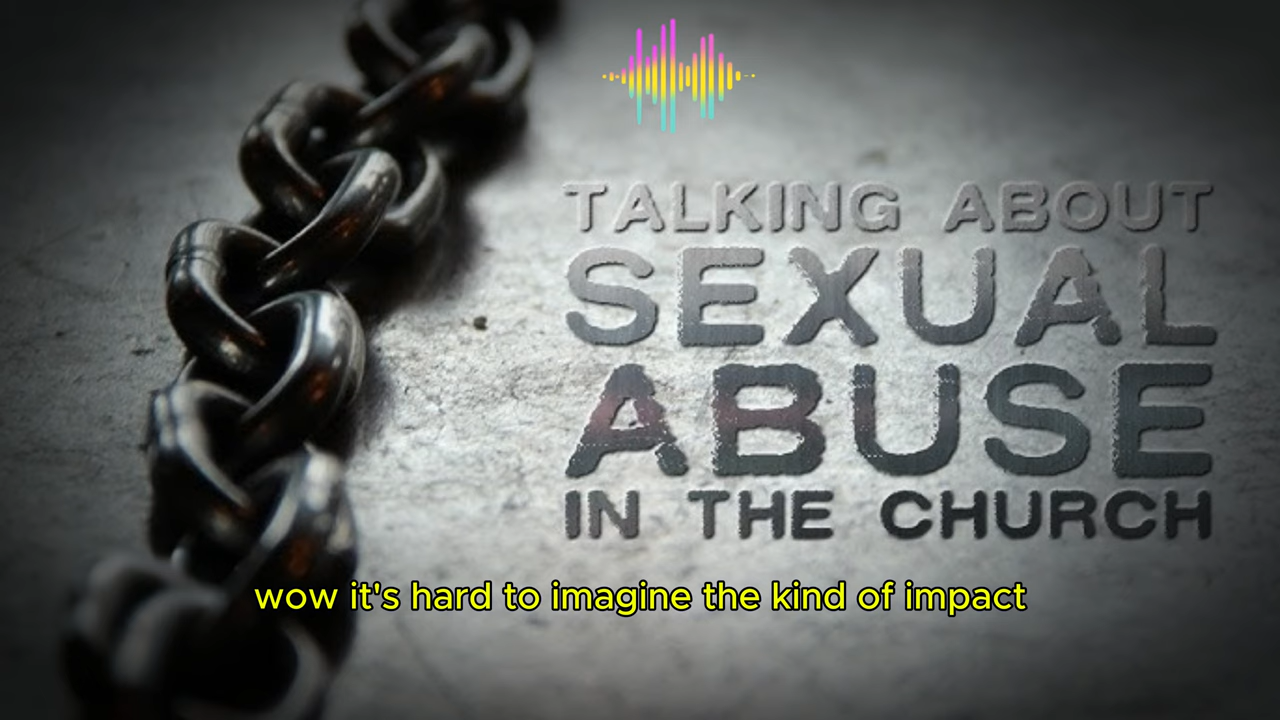 TALKING ABOUT
SEXUAL
ABUSE
IN THE CHURCH
wow it's hard to imagine the kind of impact